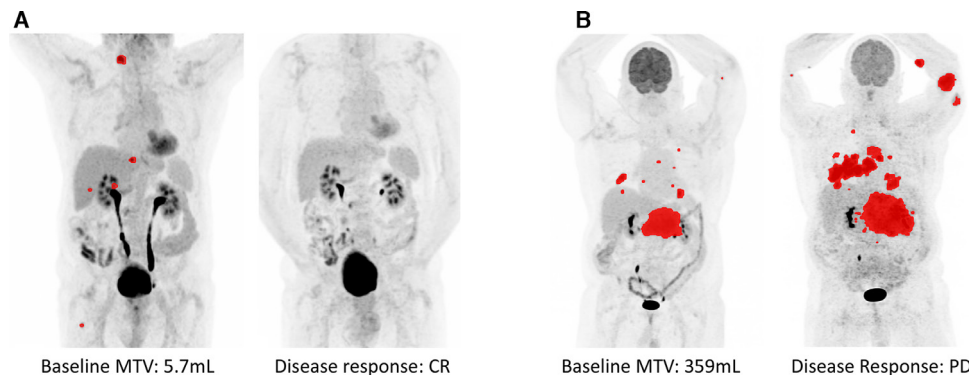 A
B
Baseline MTV: 5.7mL
Disease response: CR
Baseline MTV: 359mL
Disease Response: PD